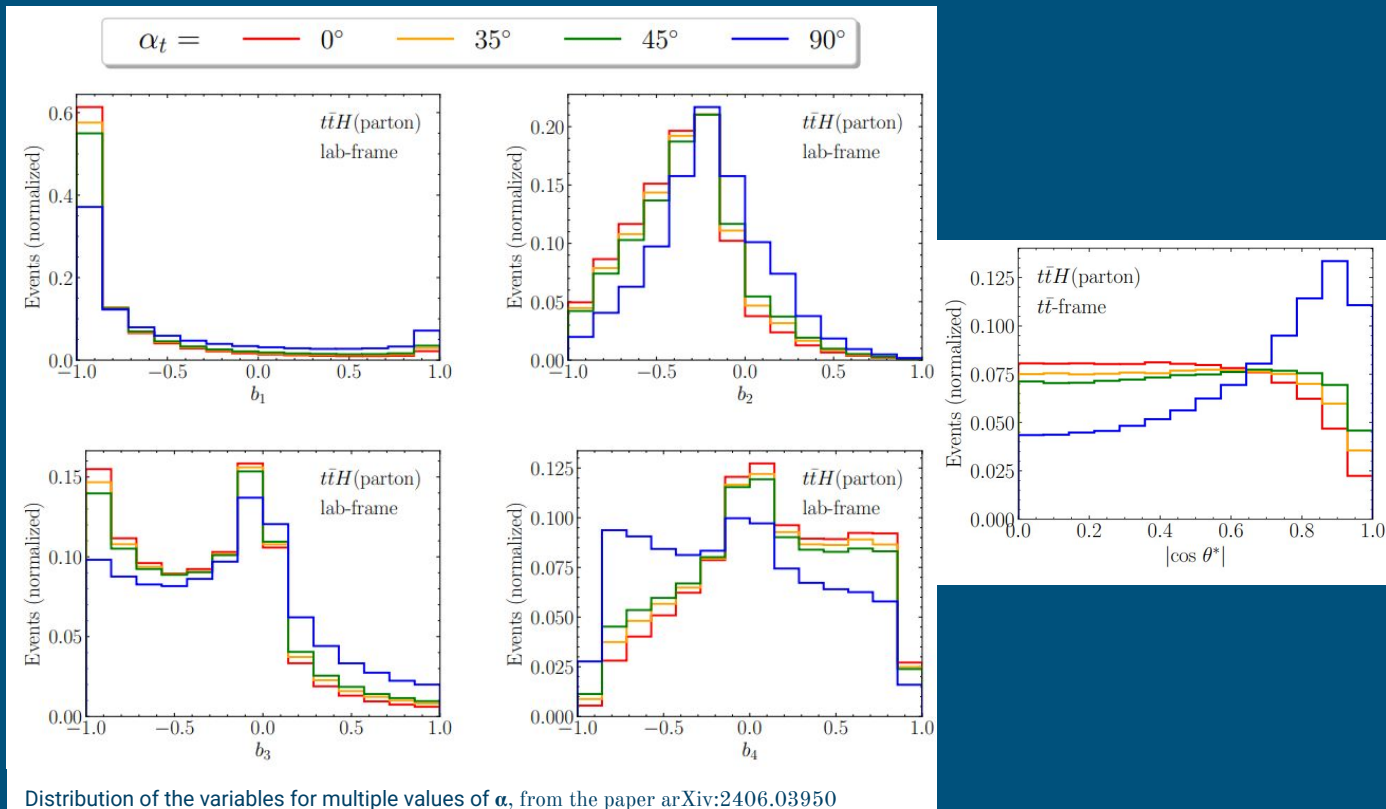 α_t = 0° 35° 45° 90°
0.6
0.4
0.2
0.0
Events (normalized)
tt̄H(parton)
lab-frame
−1.0 −0.5 0.0 0.5 1.0
b₁
0.20
0.15
0.10
0.05
0.00
Events (normalized)
tt̄H(parton)
lab-frame
−1.0 −0.5 0.0 0.5 1.0
b₂
0.15
0.10
0.05
0.00
Events (normalized)
tt̄H(parton)
lab-frame
−1.0 −0.5 0.0 0.5 1.0
b₃
0.125
0.100
0.075
0.050
0.025
0.000
Events (normalized)
tt̄H(parton)
lab-frame
−1.0 −0.5 0.0 0.5 1.0
b₄
0.125
0.100
0.075
0.050
0.025
0.000
Events (normalized)
tt̄H(parton)
tt̄-frame
0.0 0.2 0.4 0.6 0.8 1.0
|cos θ*|
Distribution of the variables for multiple values of α, from the paper arXiv:2406.03950